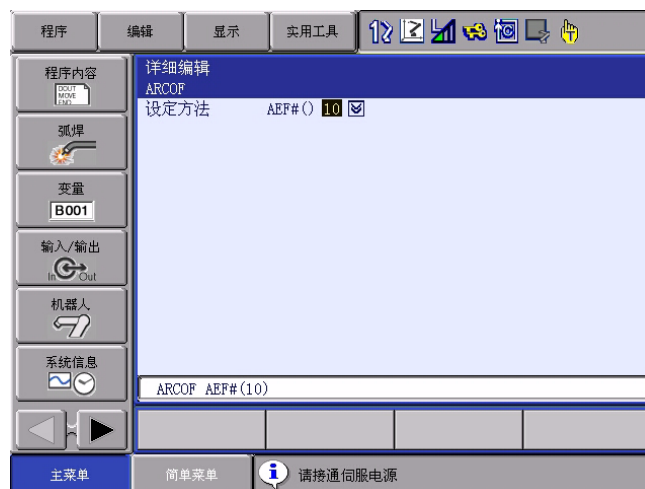 程序 编辑 显示 实用工具
程序内容
DOUT
MOVE
END
弧焊
变量
B001
输入/输出
In Out
机器人
系统信息
详细编辑
ARCOF
设定方法 AEF#() 10
ARCOF AEF#(10)
主菜单 简单菜单 请接通伺服电源